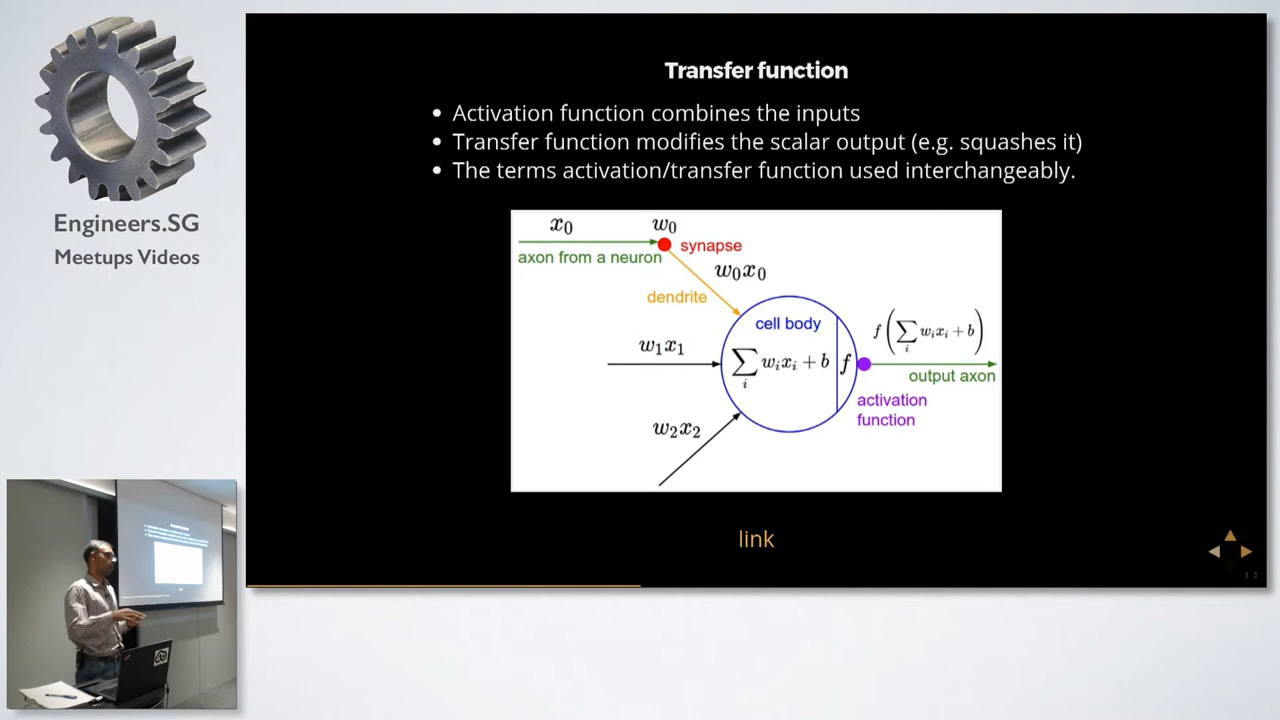 Engineers.SG
Meetups Videos
Transfer function
Activation function combines the inputs
Transfer function modifies the scalar output (e.g. squashes it)
The terms activation/transfer function used interchangeably.
x₀ w₀
synapse
axon from a neuron
w₀x₀
dendrite
cell body
f(∑ᵢ wᵢxᵢ + b)
w₁x₁
∑ᵢ wᵢxᵢ + b f
output axon
activation
function
w₂x₂
link
15